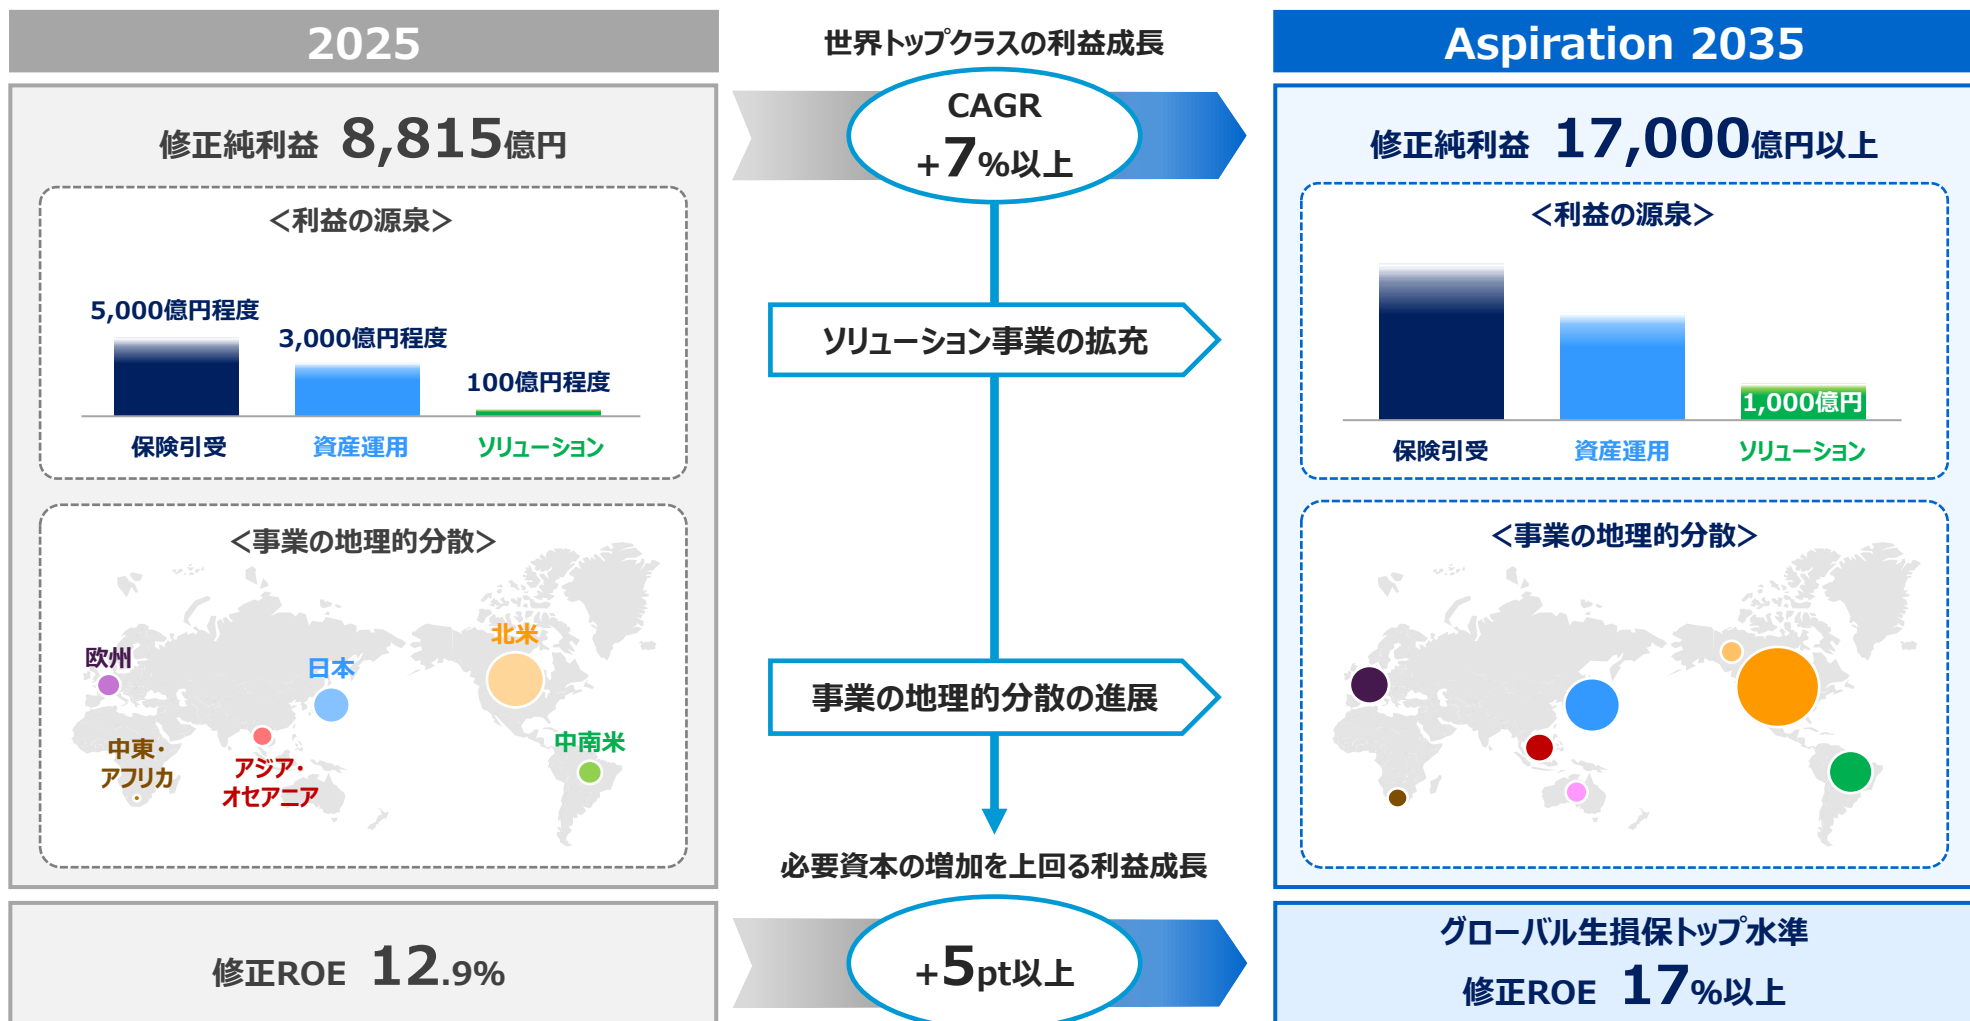 2025
修正純利益 8,815億円
＜利益の源泉＞
5,000億円程度
3,000億円程度
100億円程度
保険引受
資産運用
ソリューション
＜事業の地理的分散＞
欧州
日本
北米
中東・
アフリカ
アジア・
オセアニア
中南米
修正ROE 12.9%
世界トップクラスの利益成長
CAGR
+7%以上
ソリューション事業の拡充
事業の地理的分散の進展
必要資本の増加を上回る利益成長
+5pt以上
Aspiration 2035
修正純利益 17,000億円以上
＜利益の源泉＞
1,000億円
保険引受
資産運用
ソリューション
＜事業の地理的分散＞
グローバル生損保トップ水準
修正ROE 17%以上